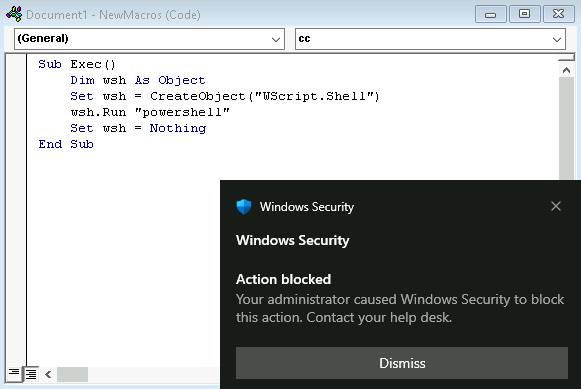 Document1 - NewMacros (Code)
(General) cc
Sub Exec()
Dim wsh As Object
Set wsh = CreateObject("WScript.Shell")
wsh.Run "powershell"
Set wsh = Nothing
End Sub
Windows Security
Windows Security
Action blocked
Your administrator caused Windows Security to block
this action. Contact your help desk.
Dismiss